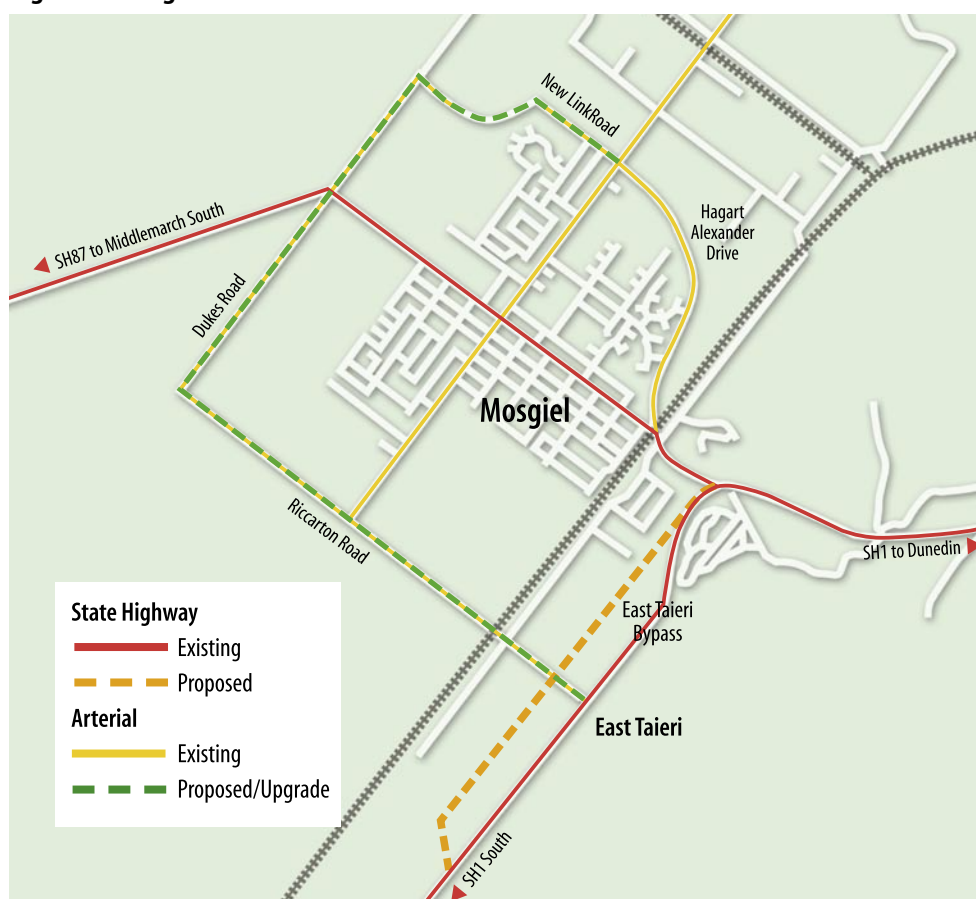 New LinkRoad
Hagart
Alexander
Drive
SH87 to Middlemarch South
Dukes Road
Mosgiel
Riccarton Road
SH1 to Dunedin
East Taieri
Bypass
East Taieri
SH1 South
State Highway
Existing
Proposed
Arterial
Existing
Proposed/Upgrade